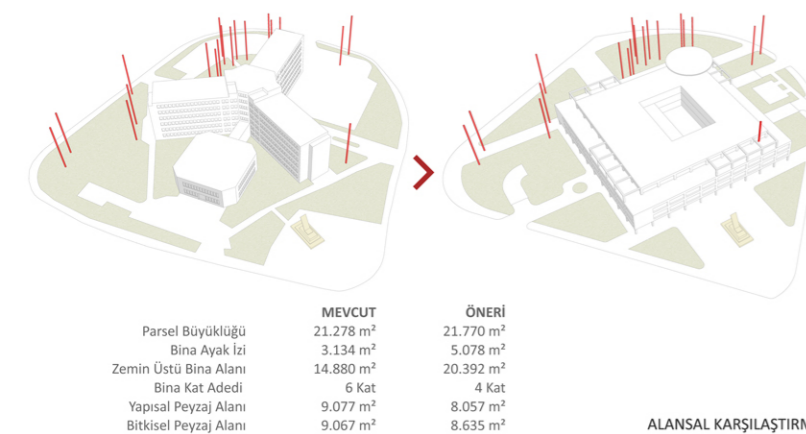 MEVCUT ÖNERİ
Parsel Büyüklüğü 21.278 m² 21.770 m²
Bina Ayak İzi 3.134 m² 5.078 m²
Zemin Üstü Bina Alanı 14.880 m² 20.392 m²
Bina Kat Adedi 6 Kat 4 Kat
Yapısal Peyzaj Alanı 9.077 m² 8.057 m²
Bitkisel Peyzaj Alanı 9.067 m² 8.635 m²
ALANSAL KARŞILAŞTIRM